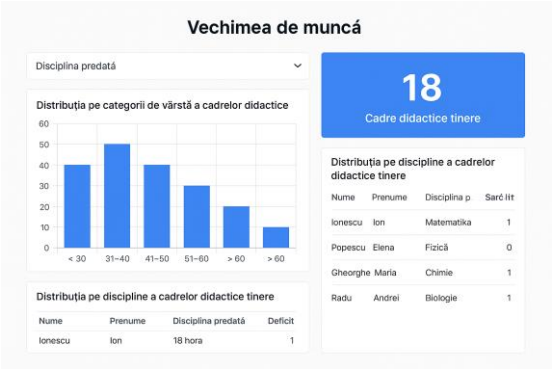 Vechimea de muncă
Disciplina predată
18
Cadre didactice tinere
Distribuția pe categorii de vârstă a cadrelor didactice
60
50
40
30
20
10
0
< 30 31–40 41–50 51–60 > 60 > 60
Distribuția pe discipline a cadrelor didactice tinere
Nume Prenume Disciplina predată Deficit
Ionescu Ion 18 hora 1
Distribuția pe discipline a cadrelor
didactice tinere
Nume Prenume Disciplina p Sarć lit
Ionescu Ion Matematika 1
Popescu Elena Fizică 0
Gheorghe Maria Chimie 1
Radu Andrei Biologie 1